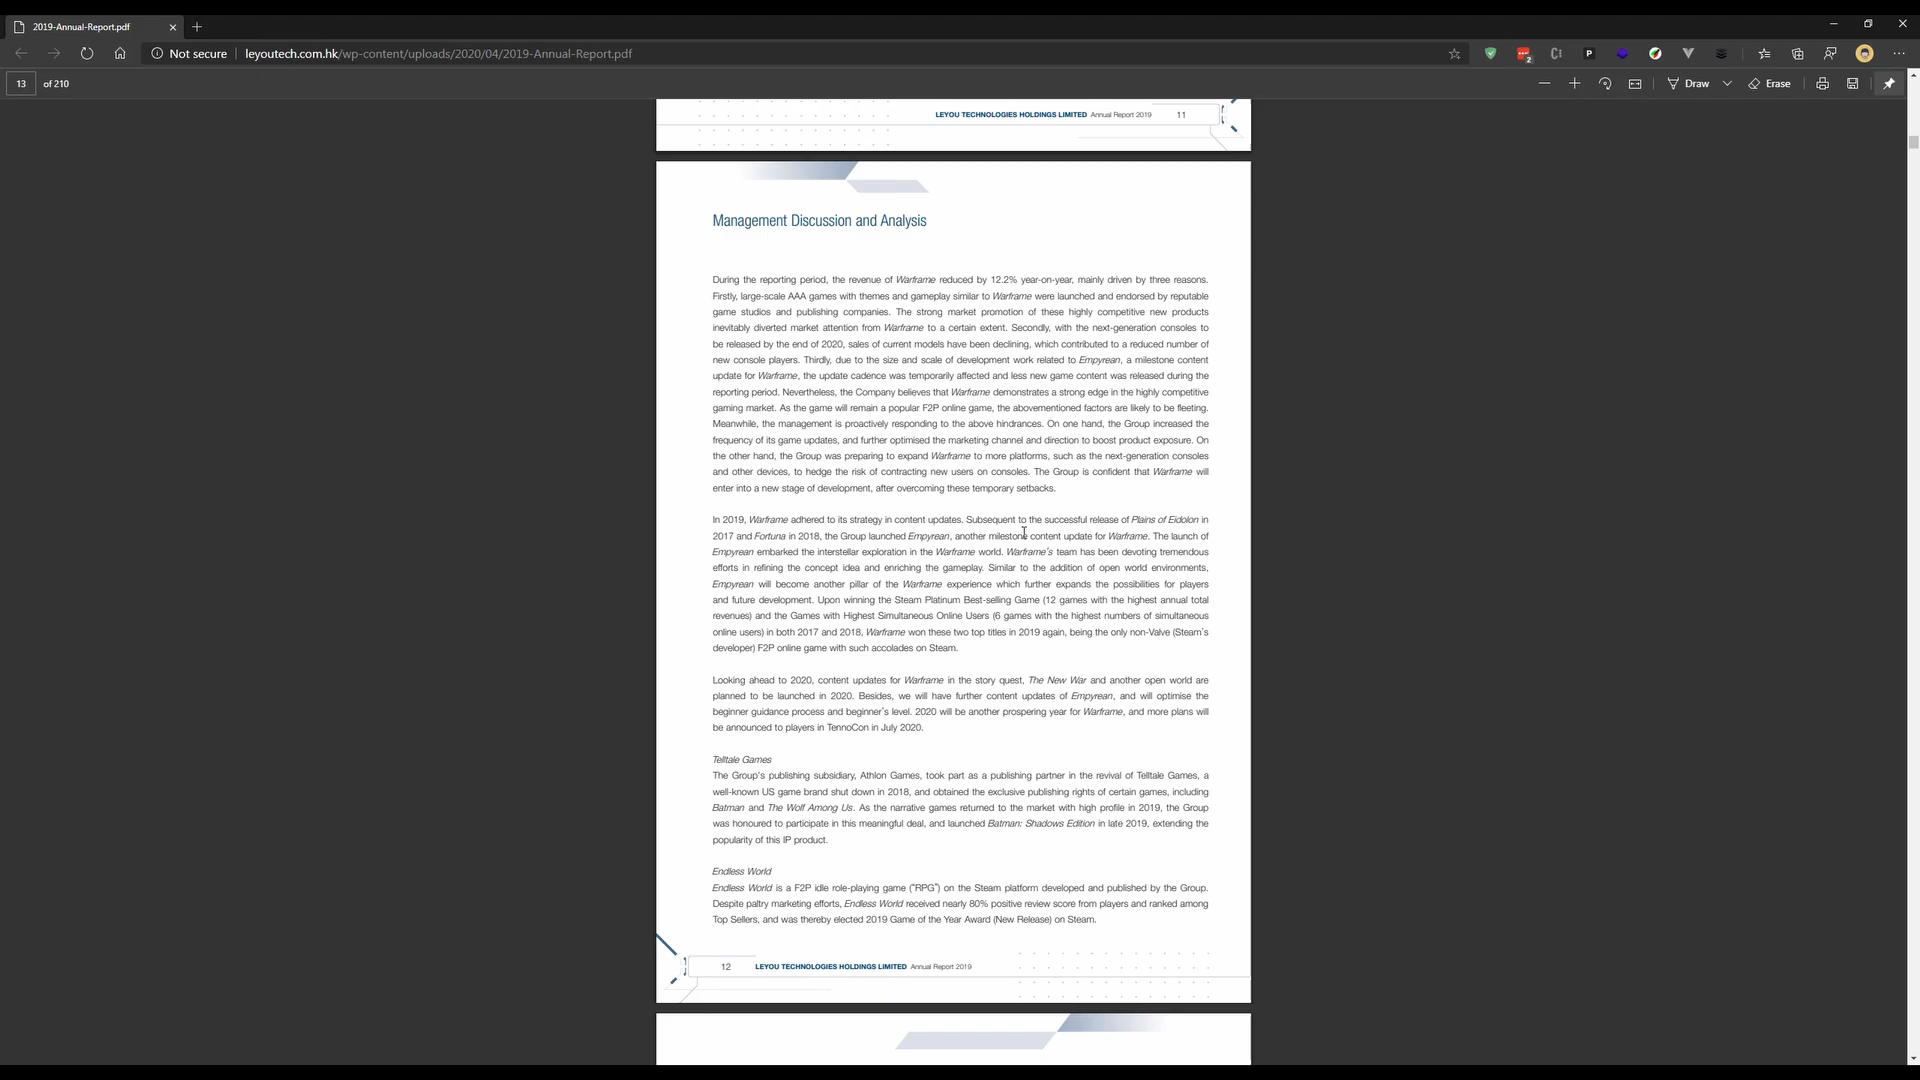 2019-Annual-Report.pdf
Not secure
leyoutech.com.hk/wp-content/uploads/2020/04/2019-Annual-Report.pdf
2
P
13 of 210
Draw
Erase
LEYOU TECHNOLOGIES HOLDINGS LIMITED Annual Report 2019 11
Management Discussion and Analysis
During the reporting period, the revenue of Warframe reduced by 12.2% year-on-year, mainly driven by three reasons.
Firstly, large-scale AAA games with themes and gameplay similar to Warframe were launched and endorsed by reputable
game studios and publishing companies. The strong market promotion of these highly competitive new products
inevitably diverted market attention from Warframe to a certain extent. Secondly, with the next-generation consoles to
be released by the end of 2020, sales of current models have been declining, which contributed to a reduced number of
new console players. Thirdly, due to the size and scale of development work related to Empyrean, a milestone content
update for Warframe, the update cadence was temporarily affected and less new game content was released during the
reporting period. Nevertheless, the Company believes that Warframe demonstrates a strong edge in the highly competitive
gaming market. As the game will remain a popular F2P online game, the abovementioned factors are likely to be fleeting.
Meanwhile, the management is proactively responding to the above hindrances. On one hand, the Group increased the
frequency of its game updates, and further optimised the marketing channel and direction to boost product exposure. On
the other hand, the Group was preparing to expand Warframe to more platforms, such as the next-generation consoles
and other devices, to hedge the risk of contracting new users on consoles. The Group is confident that Warframe will
enter into a new stage of development, after overcoming these temporary setbacks.
In 2019, Warframe adhered to its strategy in content updates. Subsequent to the successful release of Plains of Eidolon in
2017 and Fortuna in 2018, the Group launched Empyrean, another milestone content update for Warframe. The launch of
Empyrean embarked the interstellar exploration in the Warframe world. Warframe's team has been devoting tremendous
efforts in refining the concept idea and enriching the gameplay. Similar to the addition of open world environments,
Empyrean will become another pillar of the Warframe experience which further expands the possibilities for players
and future development. Upon winning the Steam Platinum Best-selling Game (12 games with the highest annual total
revenues) and the Games with Highest Simultaneous Online Users (6 games with the highest numbers of simultaneous
online users) in both 2017 and 2018, Warframe won these two top titles in 2019 again, being the only non-Valve (Steam's
developer) F2P online game with such accolades on Steam.
Looking ahead to 2020, content updates for Warframe in the story quest, The New War and another open world are
planned to be launched in 2020. Besides, we will have further content updates of Empyrean, and will optimise the
beginner guidance process and beginner's level. 2020 will be another prospering year for Warframe, and more plans will
be announced to players in TennoCon in July 2020.
Telltale Games
The Group's publishing subsidiary, Athlon Games, took part as a publishing partner in the revival of Telltale Games, a
well-known US game brand shut down in 2018, and obtained the exclusive publishing rights of certain games, including
Batman and The Wolf Among Us. As the narrative games returned to the market with high profile in 2019, the Group
was honoured to participate in this meaningful deal, and launched Batman: Shadows Edition in late 2019, extending the
popularity of this IP product.
Endless World
Endless World is a F2P idle role-playing game ("RPG") on the Steam platform developed and published by the Group.
Despite paltry marketing efforts, Endless World received nearly 80% positive review score from players and ranked among
Top Sellers, and was thereby elected 2019 Game of the Year Award (New Release) on Steam.
12 LEYOU TECHNOLOGIES HOLDINGS LIMITED Annual Report 2019